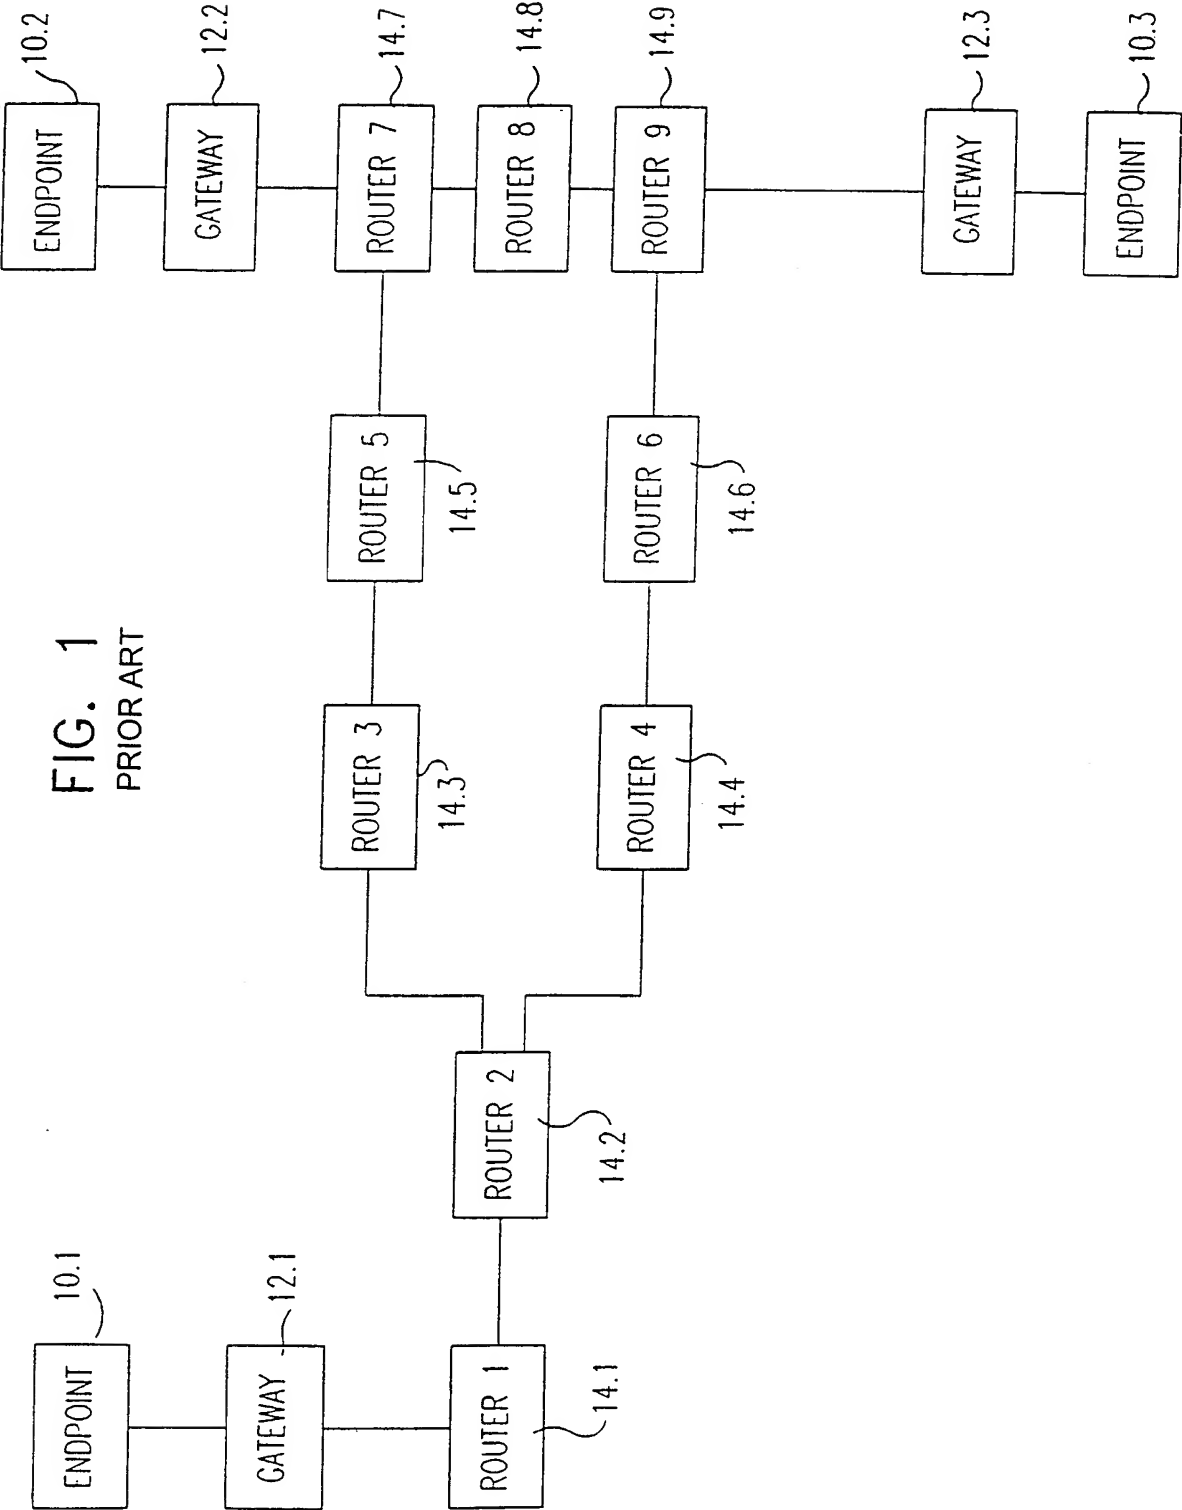 FIG. 1
PRIOR ART
ENDPOINT
10.1
GATEWAY
12.1
ROUTER 1
14.1
ROUTER 2
14.2
ROUTER 3
14.3
ROUTER 4
14.4
ROUTER 5
14.5
ROUTER 6
14.6
ENDPOINT
10.2
GATEWAY
12.2
ROUTER 7
14.7
ROUTER 8
14.8
ROUTER 9
14.9
GATEWAY
12.3
ENDPOINT
10.3